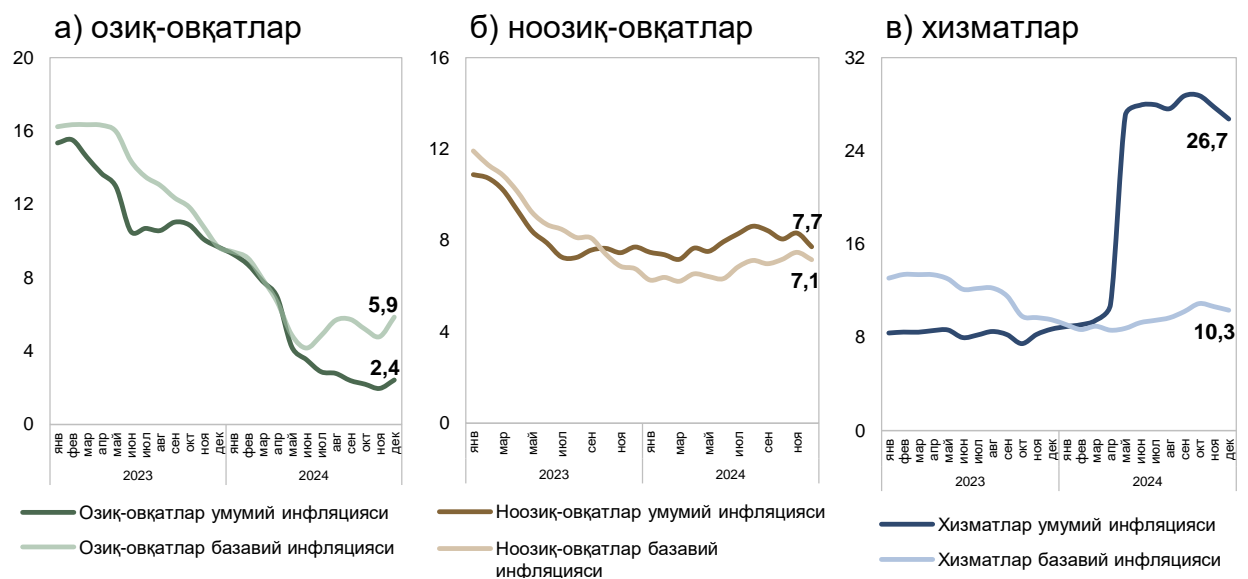 а) озиқ-овқатлар
20
16
12
8
4
0
5,9
2,4
янв
фев
мар
апр
май
июн
июл
авг
сен
окт
ноя
дек
янв
фев
мар
апр
май
июн
июл
авг
сен
окт
ноя
дек
2023
2024
Озиқ-овқатлар умумий инфляцияси
Озиқ-овқатлар базавий инфляцияси
б) ноозиқ-овқатлар
16
12
8
4
0
7,7
7,1
янв
мар
май
июл
сен
ноя
янв
мар
май
июл
сен
ноя
2023
2024
Ноозиқ-овқатлар умумий инфляцияси
Ноозиқ-овқатлар базавий
инфляцияси
в) хизматлар
32
24
16
8
0
26,7
10,3
янв
фев
мар
апр
май
июн
июл
авг
сен
окт
ноя
дек
янв
фев
мар
апр
май
июн
июл
авг
сен
окт
ноя
дек
2023
2024
Хизматлар умумий инфляцияси
Хизматлар базавий инфляцияси